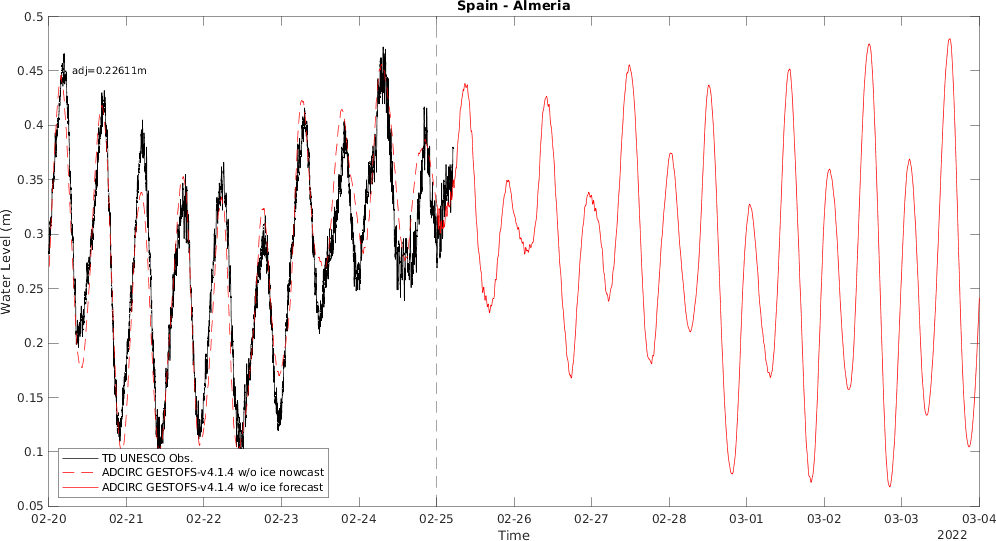 Spain - Almeria
0.5
0.45
0.4
0.35
0.3
0.25
0.2
0.15
0.1
0.05
Water Level (m)
adj=0.22611m
TD UNESCO Obs.
ADCIRC GESTOFS-v4.1.4 w/o ice nowcast
ADCIRC GESTOFS-v4.1.4 w/o ice forecast
02-20 02-21 02-22 02-23 02-24 02-25 02-26 02-27 02-28 03-01 03-02 03-03 03-04
Time
2022